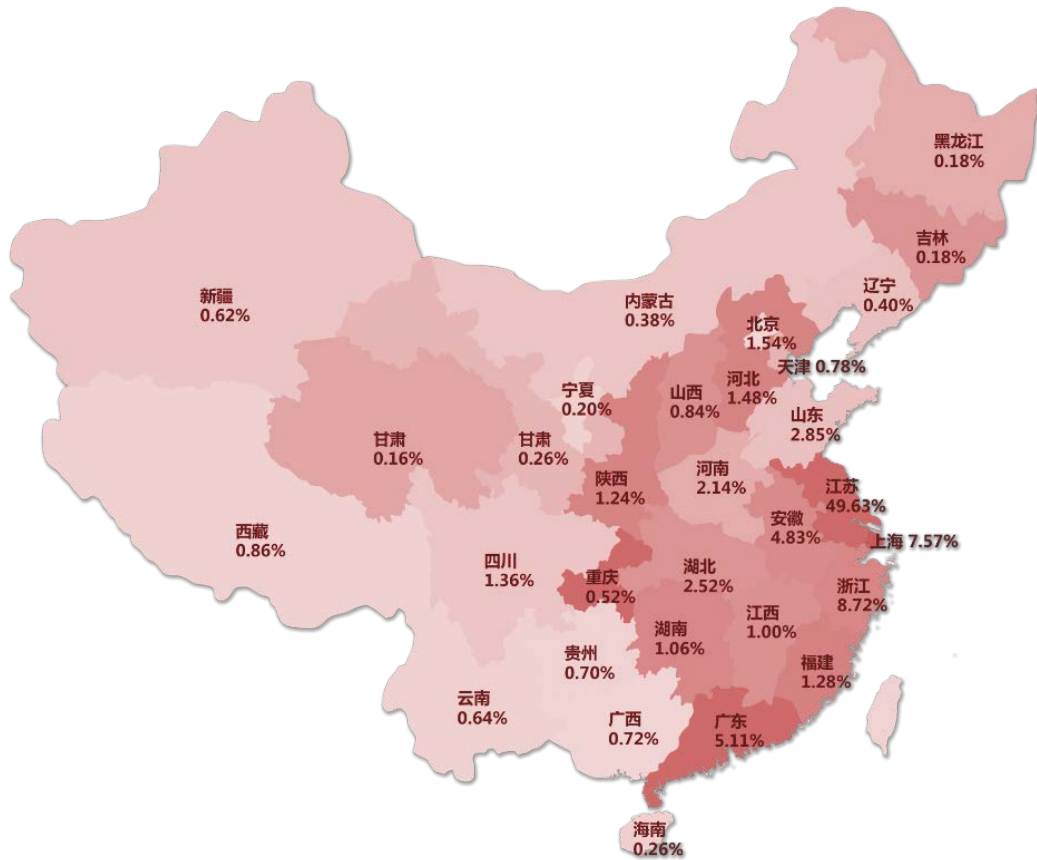 黑龙江
0.18%
吉林
0.18%
辽宁
0.40%
新疆
0.62%
内蒙古
0.38%
北京
1.54%
天津 0.78%
河北
1.48%
山西
0.84%
宁夏
0.20%
山东
2.85%
甘肃
0.16%
甘肃
0.26%
陕西
1.24%
河南
2.14%
江苏
49.63%
安徽
4.83%
上海 7.57%
西藏
0.86%
四川
1.36%
重庆
0.52%
湖北
2.52%
浙江
8.72%
江西
1.00%
湖南
1.06%
贵州
0.70%
福建
1.28%
云南
0.64%
广西
0.72%
广东
5.11%
海南
0.26%